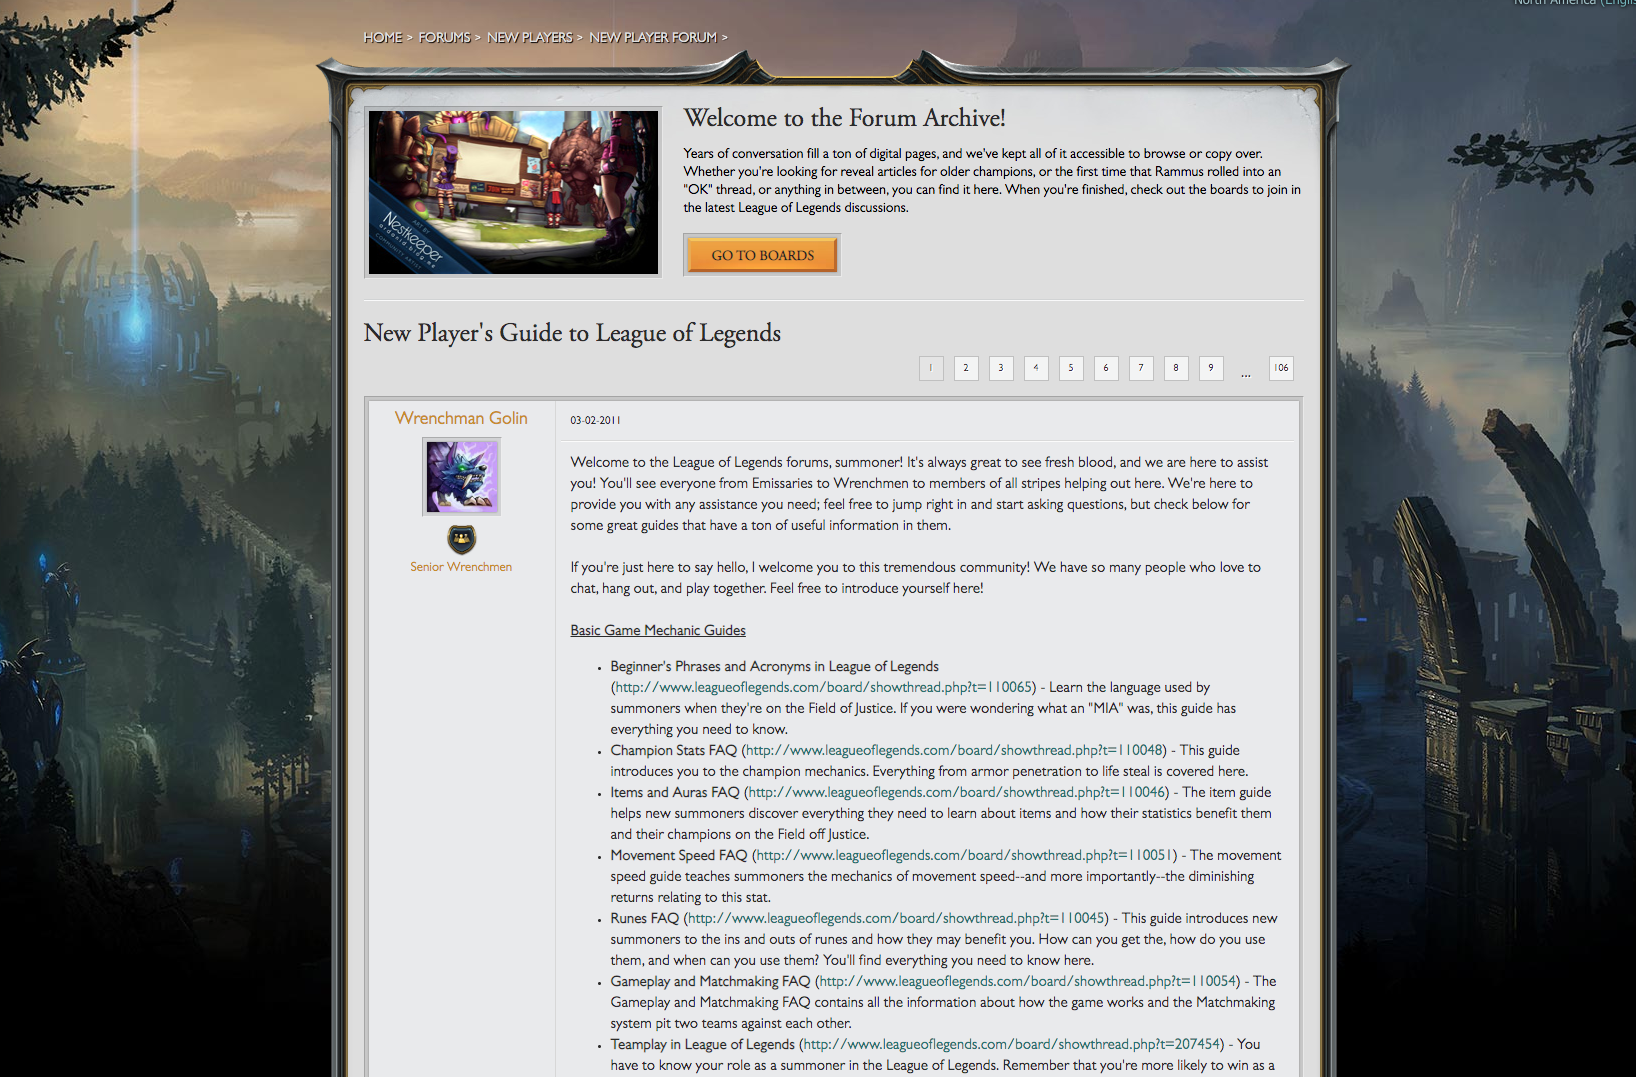 North America (Englis
HOME > FORUMS > NEW PLAYERS > NEW PLAYER FORUM >
Welcome to the Forum Archive!
Years of conversation fill a ton of digital pages, and we've kept all of it accessible to browse or copy over.
Whether you're looking for reveal articles for older champions, or the first time that Rammus rolled into an
"OK" thread, or anything in between, you can find it here. When you're finished, check out the boards to join in
the latest League of Legends discussions.
ART BY
Nestkeeper
COMMUNITY ARTIST
GO TO BOARDS
New Player's Guide to League of Legends
1 2 3 4 5 6 7 8 9 ... 106
Wrenchman Golin
Senior Wrenchmen
03-02-2011
Welcome to the League of Legends forums, summoner! It's always great to see fresh blood, and we are here to assist
you! You'll see everyone from Emissaries to Wrenchmen to members of all stripes helping out here. We're here to
provide you with any assistance you need; feel free to jump right in and start asking questions, but check below for
some great guides that have a ton of useful information in them.
If you're just here to say hello, I welcome you to this tremendous community! We have so many people who love to
chat, hang out, and play together. Feel free to introduce yourself here!
Basic Game Mechanic Guides
• Beginner's Phrases and Acronyms in League of Legends
(http://www.leagueoflegends.com/board/showthread.php?t=110065) - Learn the language used by
summoners when they're on the Field of Justice. If you were wondering what an "MIA" was, this guide has
everything you need to know.
• Champion Stats FAQ (http://www.leagueoflegends.com/board/showthread.php?t=110048) - This guide
introduces you to the champion mechanics. Everything from armor penetration to life steal is covered here.
• Items and Auras FAQ (http://www.leagueoflegends.com/board/showthread.php?t=110046) - The item guide
helps new summoners discover everything they need to learn about items and how their statistics benefit them
and their champions on the Field off Justice.
• Movement Speed FAQ (http://www.leagueoflegends.com/board/showthread.php?t=110051) - The movement
speed guide teaches summoners the mechanics of movement speed--and more importantly--the diminishing
returns relating to this stat.
• Runes FAQ (http://www.leagueoflegends.com/board/showthread.php?t=110045) - This guide introduces new
summoners to the ins and outs of runes and how they may benefit you. How can you get the, how do you use
them, and when can you use them? You'll find everything you need to know here.
• Gameplay and Matchmaking FAQ (http://www.leagueoflegends.com/board/showthread.php?t=110054) - The
Gameplay and Matchmaking FAQ contains all the information about how the game works and the Matchmaking
system pit two teams against each other.
• Teamplay in League of Legends (http://www.leagueoflegends.com/board/showthread.php?t=207454) - You
have to know your role as a summoner in the League of Legends. Remember that you're more likely to win as a